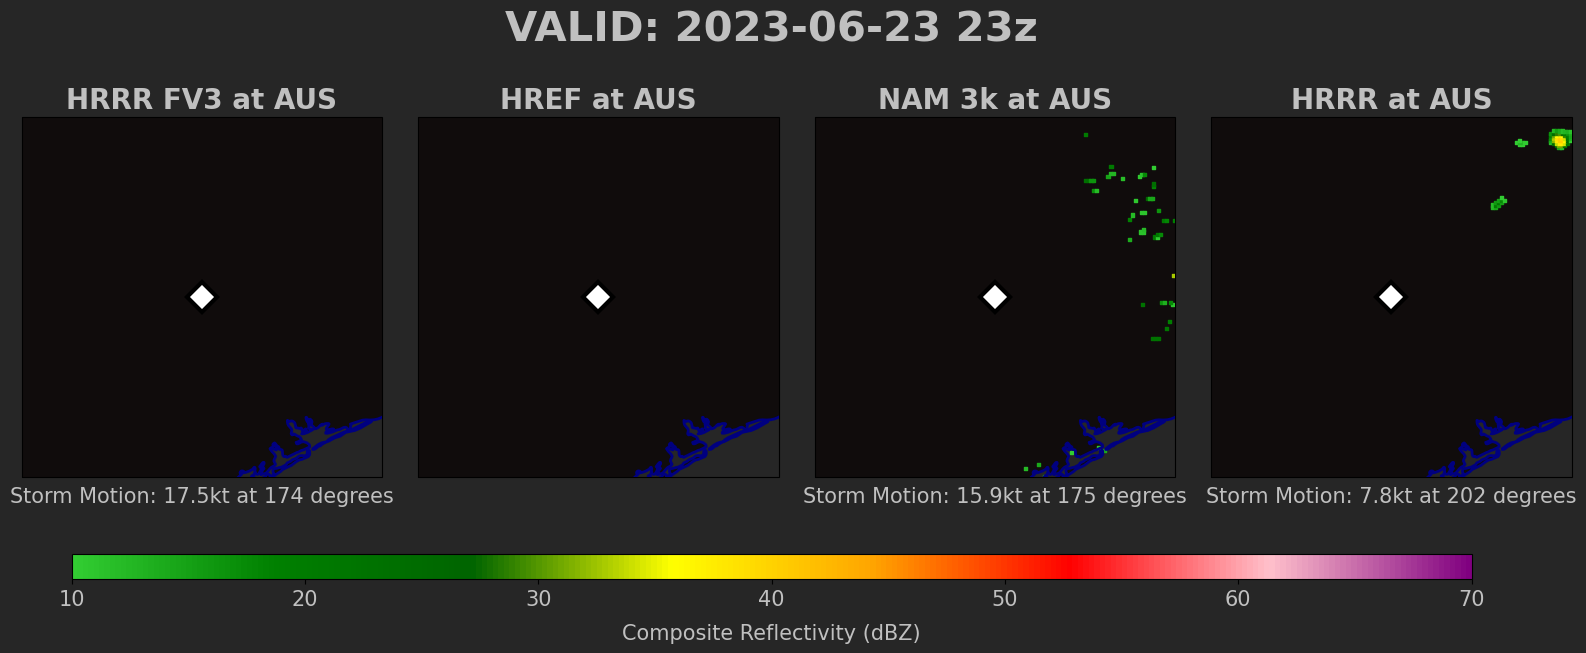 VALID: 2023-06-23 23z
HRRR FV3 at AUS
HREF at AUS
NAM 3k at AUS
HRRR at AUS
Storm Motion: 17.5kt at 174 degrees
Storm Motion: 15.9kt at 175 degrees
Storm Motion: 7.8kt at 202 degrees
10 20 30 40 50 60 70
Composite Reflectivity (dBZ)